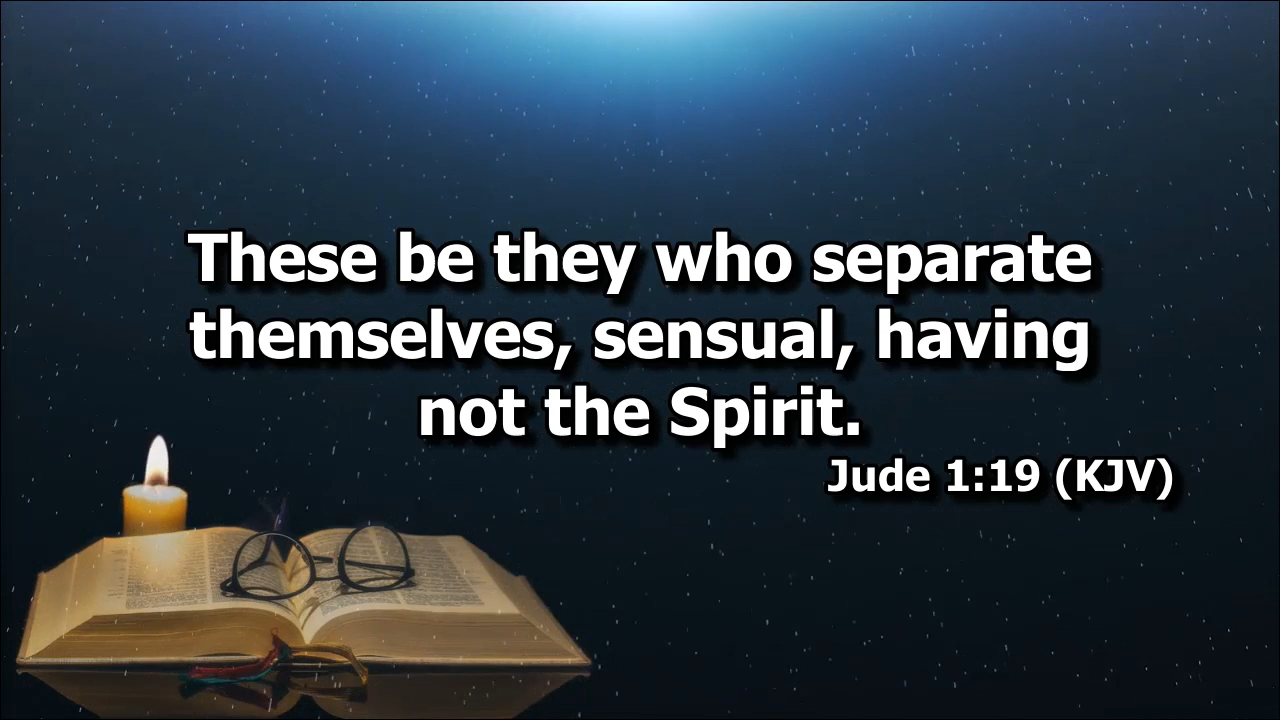 These be they who separate
themselves, sensual, having
not the Spirit.
Jude 1:19 (KJV)